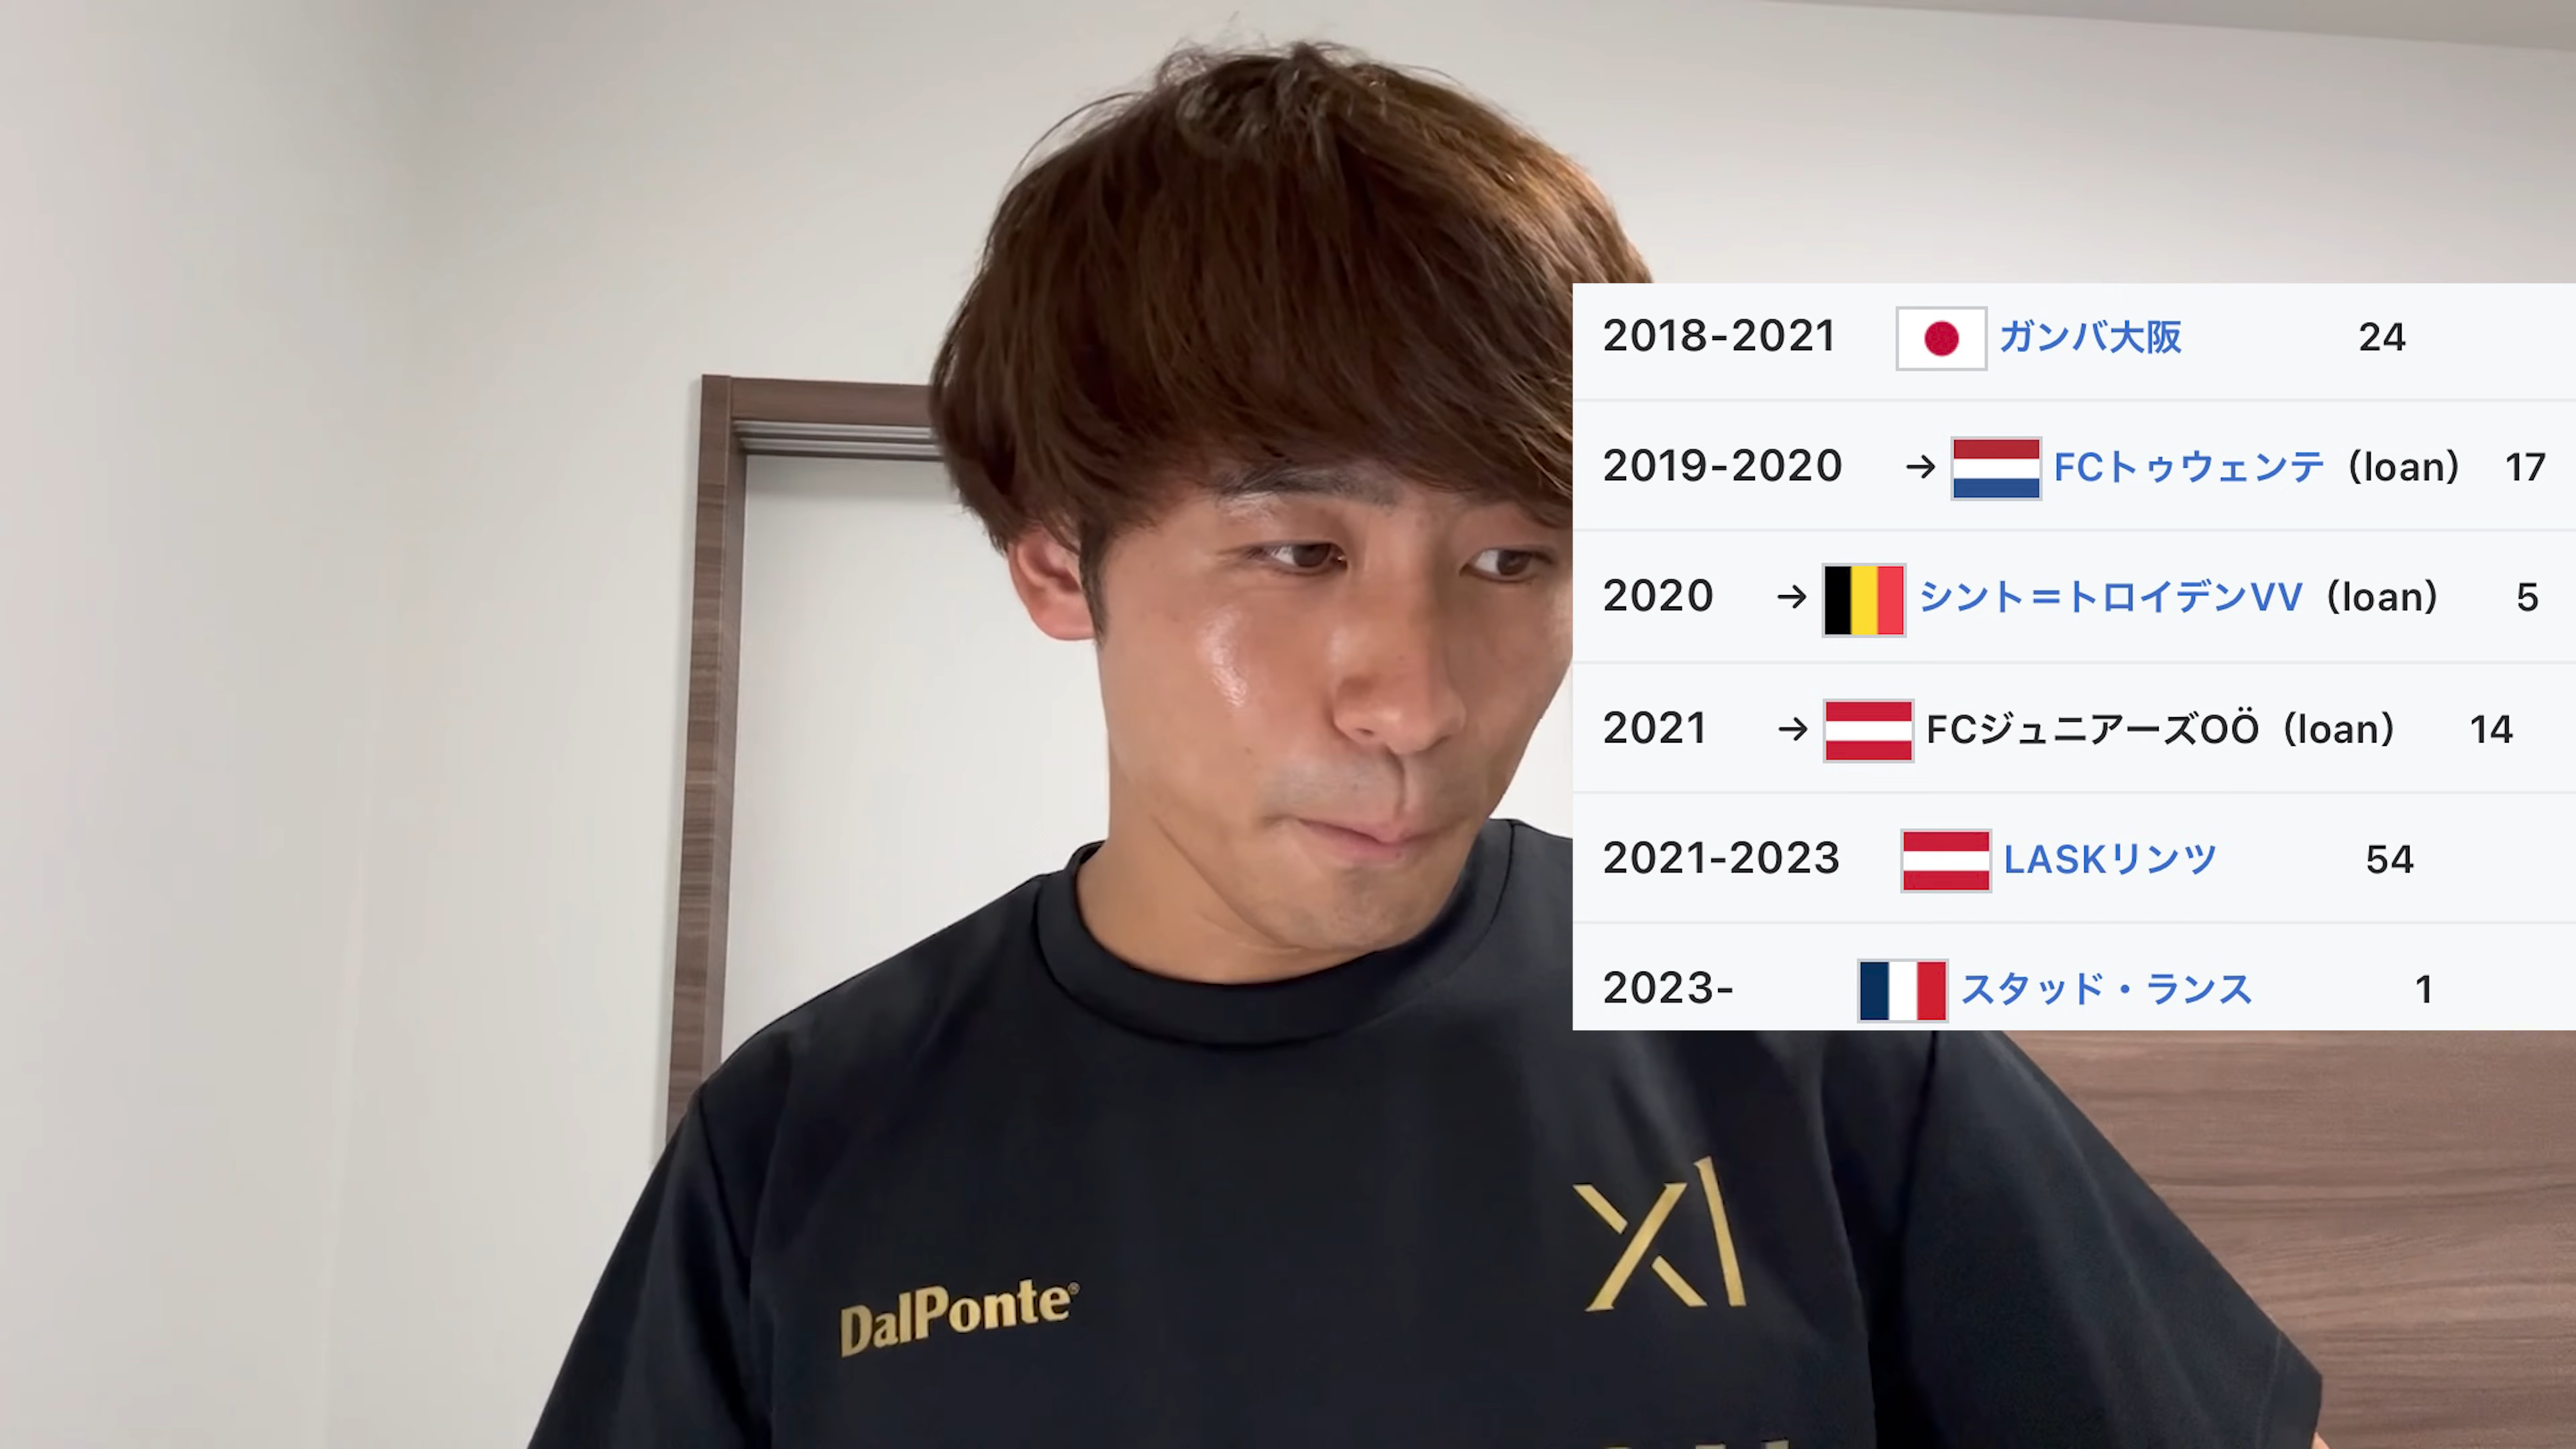 2018-2021 ガンバ大阪 24
2019-2020 → FCトゥウェンテ（loan） 17
2020 → シント＝トロイデンVV（loan） 5
2021 → FCジュニアーズOÖ（loan） 14
2021-2023 LASKリンツ 54
2023- スタッド・ランス 1
DalPonte®
XI